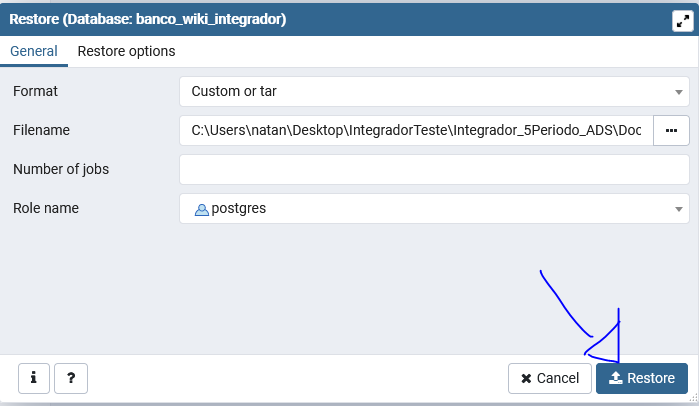 Restore (Database: banco_wiki_integrador)
General Restore options
Format Custom or tar
Filename C:\Users\natan\Desktop\IntegradorTeste\Integrador_5Periodo_ADS\Doc ...
Number of jobs
Role name postgres
i ? Cancel Restore